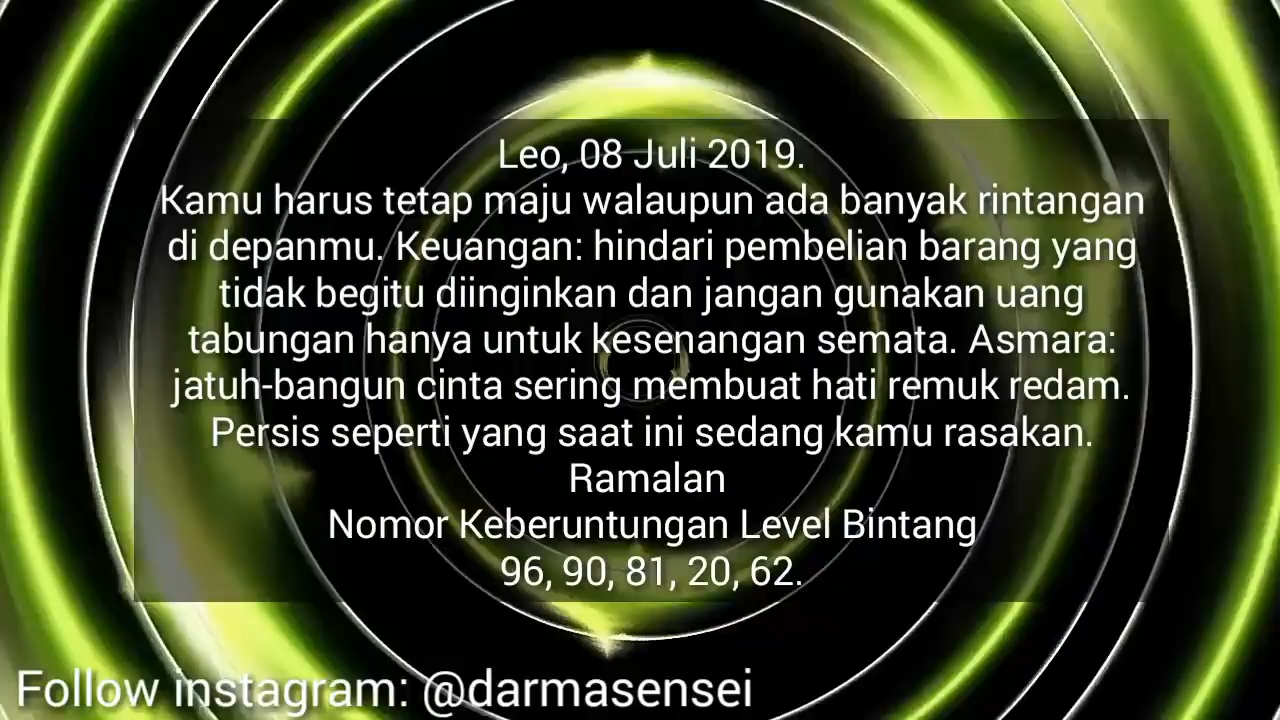 Leo, 08 Juli 2019.
Kamu harus tetap maju walaupun ada banyak rintangan
di depanmu. Keuangan: hindari pembelian barang yang
tidak begitu diinginkan dan jangan gunakan uang
tabungan hanya untuk kesenangan semata. Asmara:
jatuh-bangun cinta sering membuat hati remuk redam.
Persis seperti yang saat ini sedang kamu rasakan.
Ramalan
Nomor Keberuntungan Level Bintang
96, 90, 81, 20, 62.
Follow instagram: @darmasensei